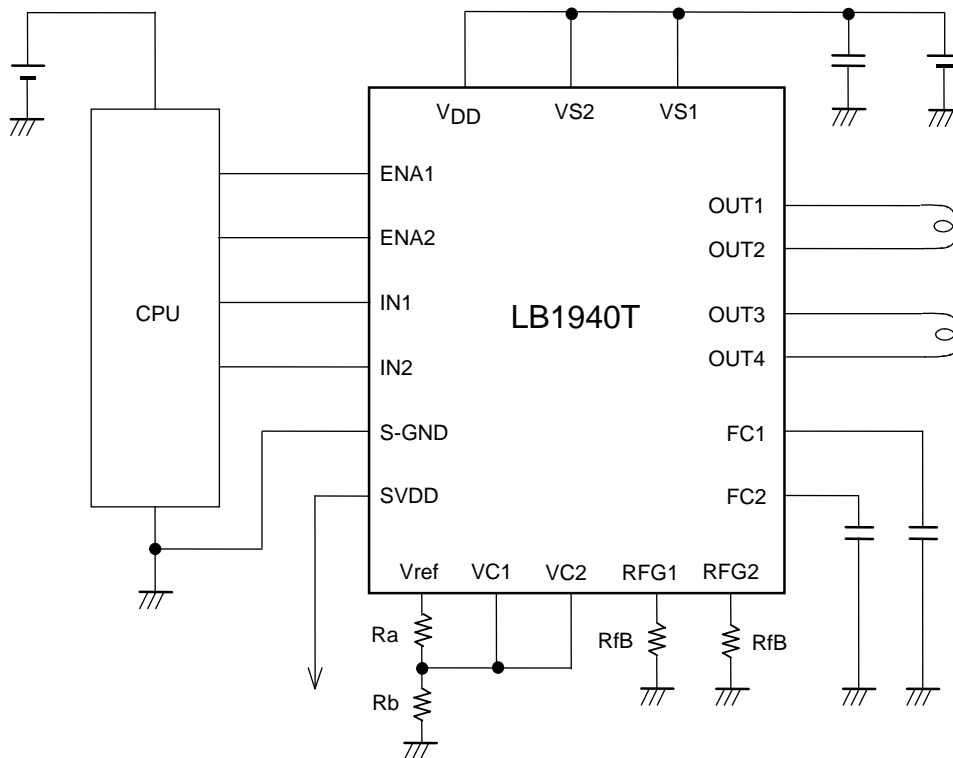 VDD
VS2
VS1
ENA1
ENA2
IN1
IN2
S-GND
SVDD
CPU
LB1940T
OUT1
OUT2
OUT3
OUT4
FC1
FC2
Vref
VC1
VC2
RFG1
RFG2
Ra
Rb
RfB
RfB